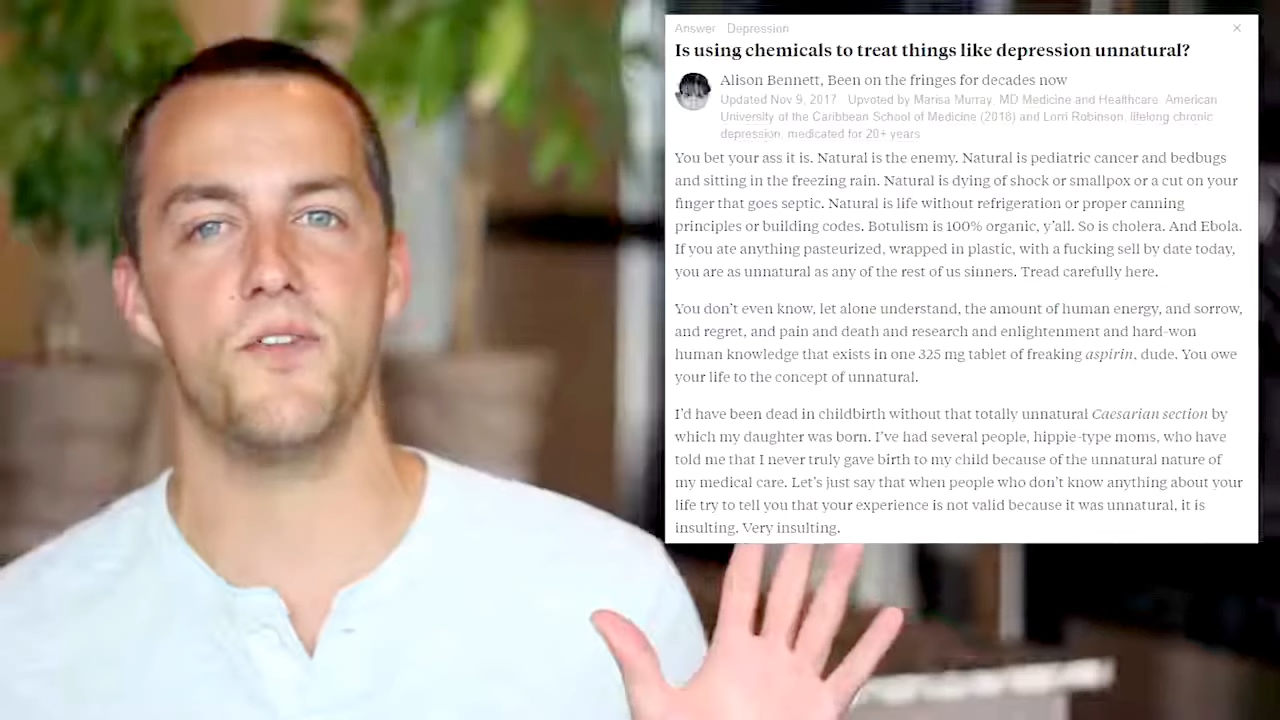 Answer Depression
Is using chemicals to treat things like depression unnatural?
Alison Bennett, Been on the fringes for decades now
Updated Nov 9, 2017 Upvoted by Marisa Murray, MD Medicine and Healthcare, American
University of the Caribbean School of Medicine (2018) and Lorri Robinson, lifelong chronic
depression, medicated for 20+ years
You bet your ass it is. Natural is the enemy. Natural is pediatric cancer and bedbugs
and sitting in the freezing rain. Natural is dying of shock or smallpox or a cut on your
finger that goes septic. Natural is life without refrigeration or proper canning
principles or building codes. Botulism is 100% organic, y’all. So is cholera. And Ebola.
If you ate anything pasteurized, wrapped in plastic, with a fucking sell by date today,
you are as unnatural as any of the rest of us sinners. Tread carefully here.
You don’t even know, let alone understand, the amount of human energy, and sorrow,
and regret, and pain and death and research and enlightenment and hard-won
human knowledge that exists in one 325 mg tablet of freaking aspirin, dude. You owe
your life to the concept of unnatural.
I’d have been dead in childbirth without that totally unnatural Caesarian section by
which my daughter was born. I’ve had several people, hippie-type moms, who have
told me that I never truly gave birth to my child because of the unnatural nature of
my medical care. Let’s just say that when people who don’t know anything about your
life try to tell you that your experience is not valid because it was unnatural, it is
insulting. Very insulting.